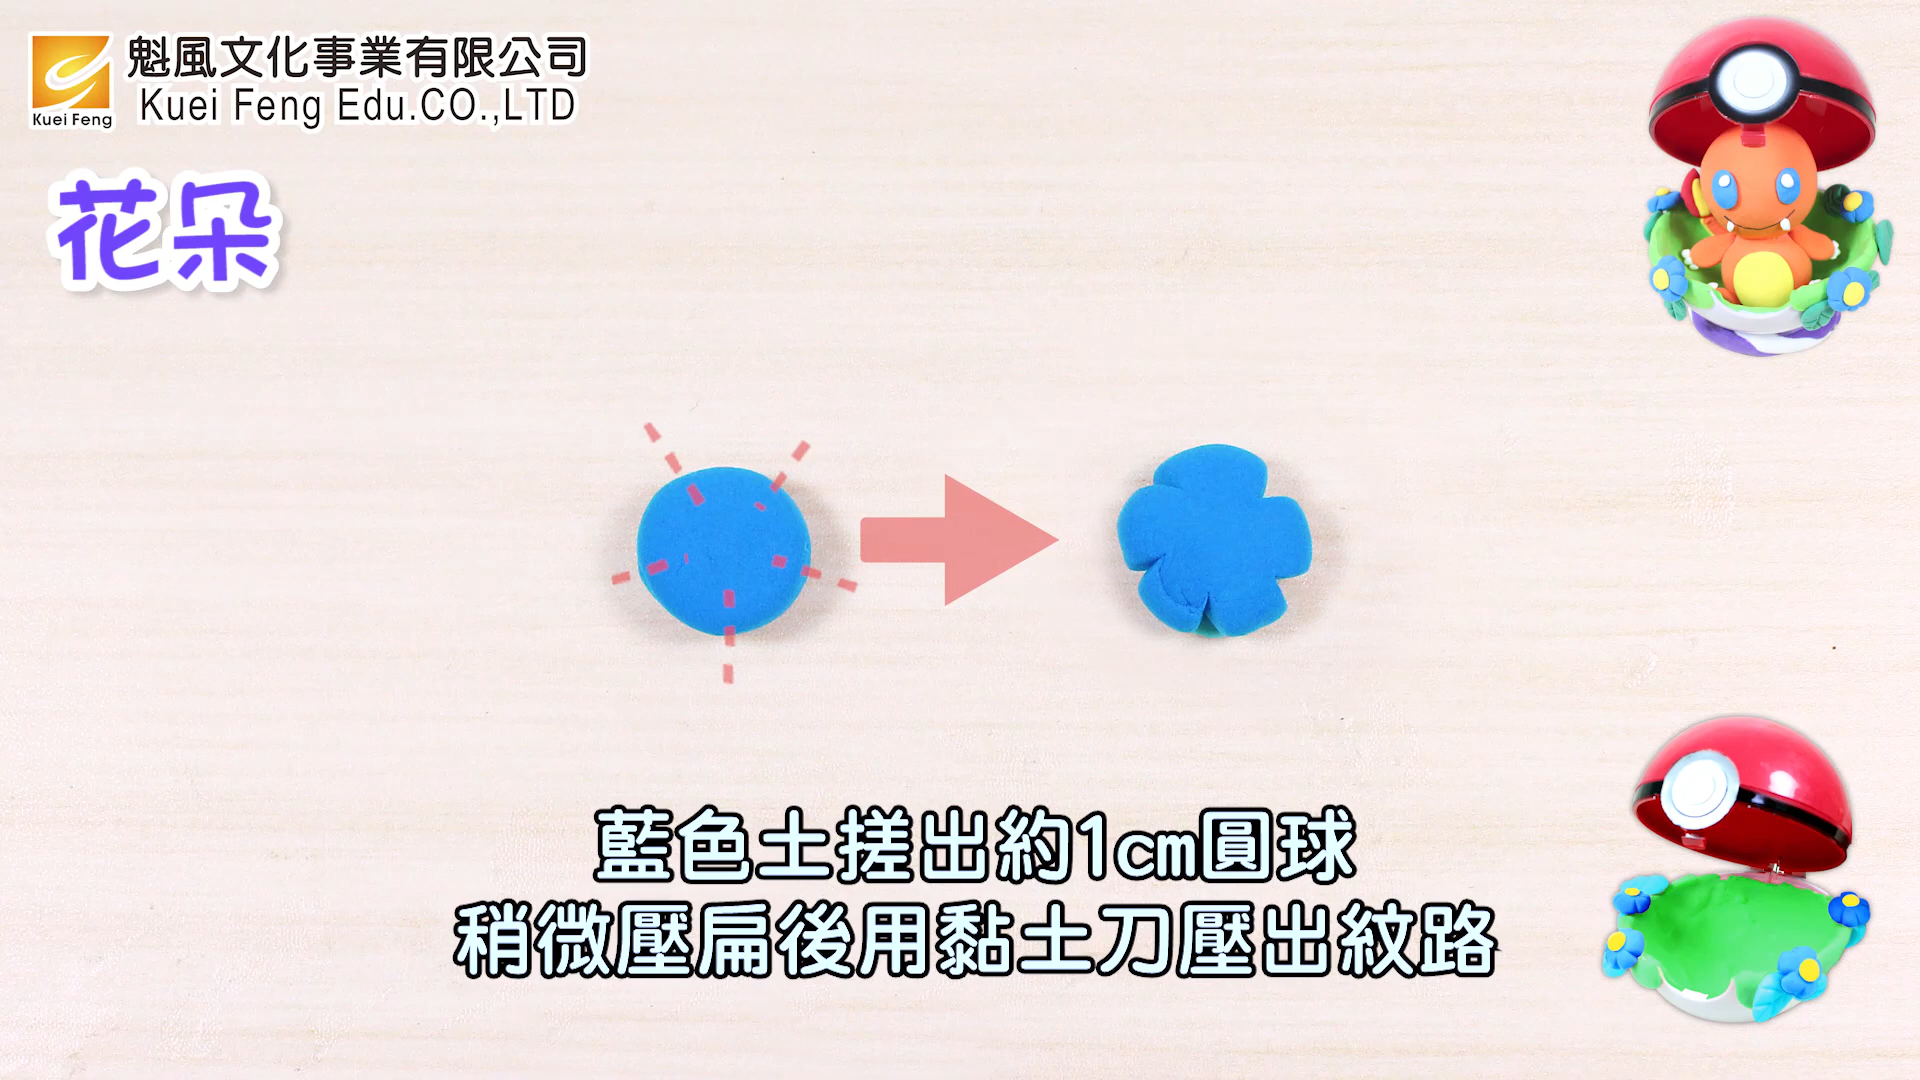 魁風文化事業有限公司
Kuei Feng Edu.CO.,LTD
Kuei Feng
花朵
藍色土搓出約1cm圓球
稍微壓扁後用黏土刀壓出紋路